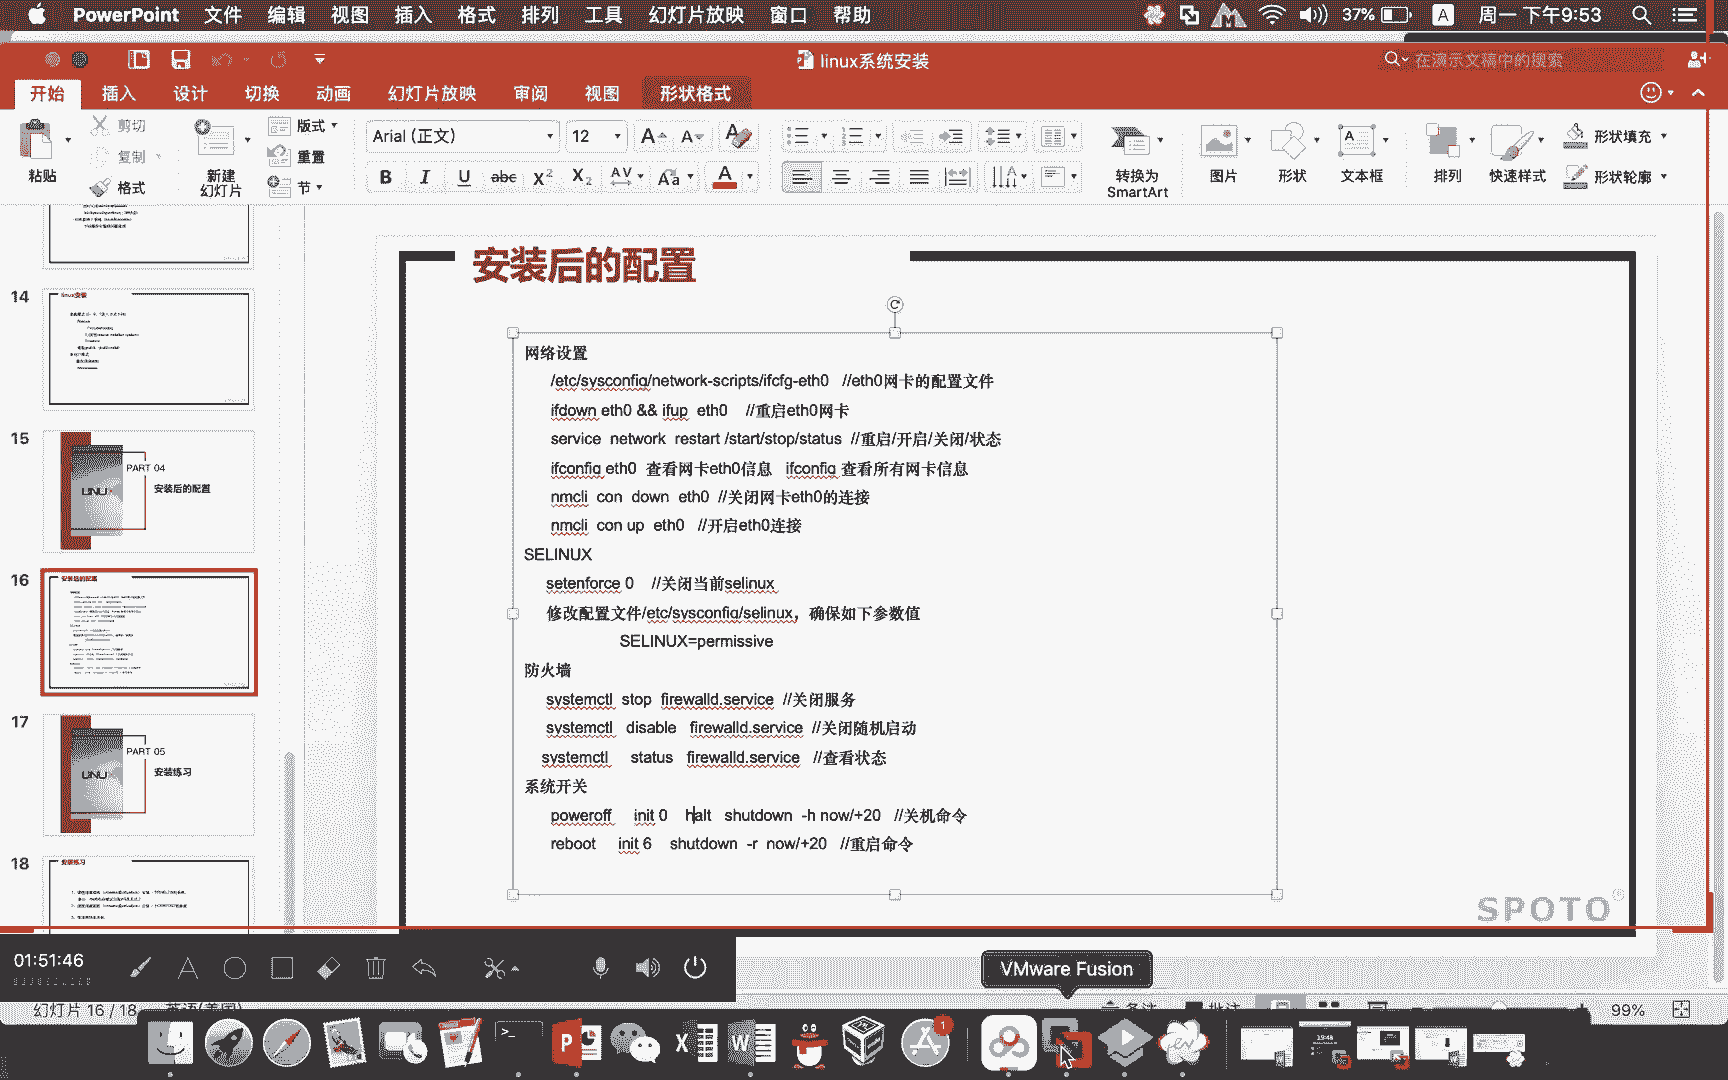 PowerPoint 文件 编辑 视图 插入 格式 排列 工具 幻灯片放映 窗口 帮助 37% A 周一 下午9:53
linux系统安装
在演示文稿中的搜索
开始 插入 设计 切换 动画 幻灯片放映 审阅 视图 形状格式
粘贴 剪切 复制 格式
新建 幻灯片 版式 重置 节
Arial (正文) 12
转换为 SmartArt
图片 形状 文本框 排列 快速样式 形状填充 形状轮廓
14
linux安装
15
PART 04
LINUX
安装后的配置
16
安装后的配置
17
PART 05
LINUX
安装练习
18
安装练习
安装后的配置
网络设置
/etc/sysconfig/network-scripts/ifcfg-eth0 //eth0网卡的配置文件
ifdown eth0 && ifup eth0 //重启eth0网卡
service network restart /start/stop/status //重启/开启/关闭/状态
ifconfig eth0 查看网卡eth0信息 ifconfig 查看所有网卡信息
nmcli con down eth0 //关闭网卡eth0的连接
nmcli con up eth0 //开启eth0连接
SELINUX
setenforce 0 //关闭当前selinux
修改配置文件/etc/sysconfig/selinux，确保如下参数值
SELINUX=permissive
防火墙
systemctl stop firewalld.service //关闭服务
systemctl disable firewalld.service //关闭随机启动
systemctl status firewalld.service //查看状态
系统开关
poweroff init 0 halt shutdown -h now/+20 //关机命令
reboot init 6 shutdown -r now/+20 //重启命令
SPOTO
01:51:46
VMware Fusion
幻灯片 16 / 18 英语(美国) 备注 批注 99%
1
19:46